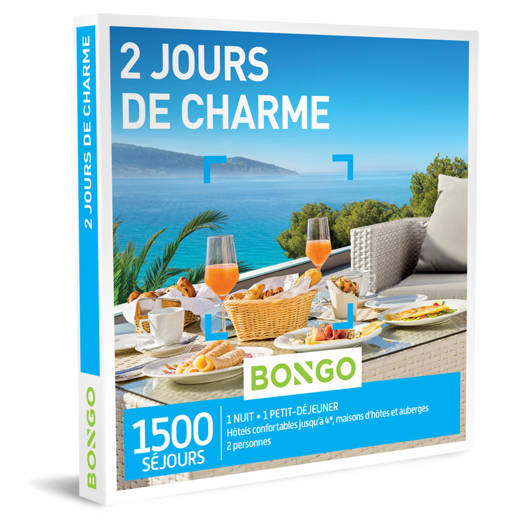 2 JOURS
DE CHARME
BONGO
1500
SÉJOURS
1 NUIT • 1 PETIT-DÉJEUNER
Hôtels confortables jusqu'à 4*, maisons d'hôtes et auberges
2 personnes
2 JOURS DE CHARME
BONGO